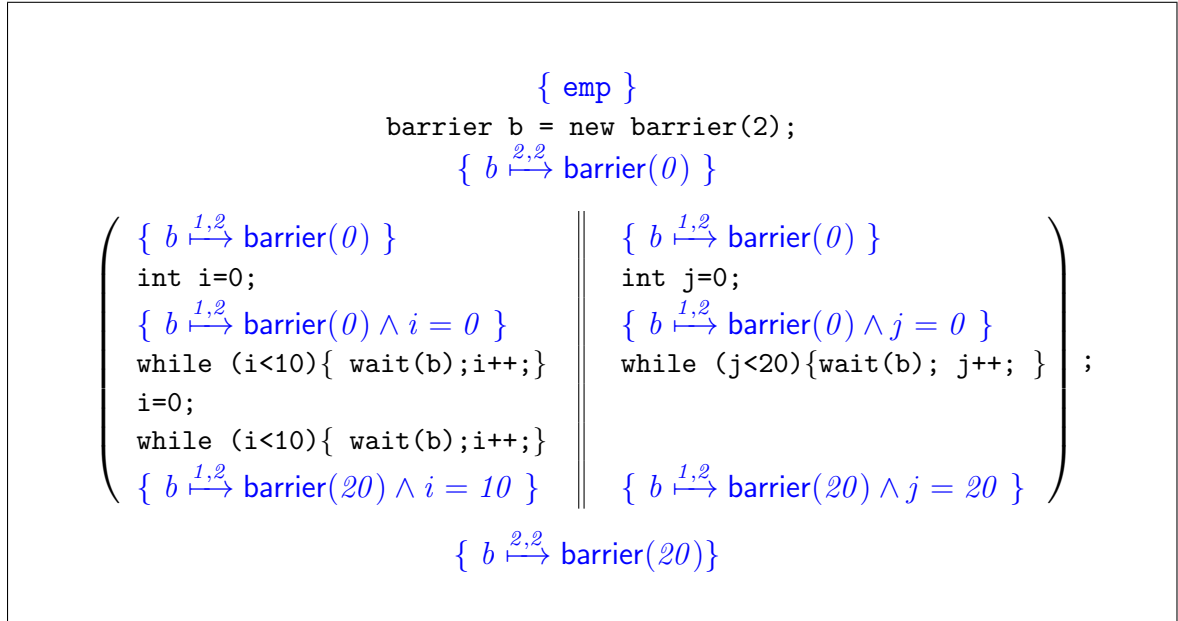 { emp }
barrier b = new barrier(2);
{ b ⟼^{2,2} barrier(0) }
{ b ⟼^{1,2} barrier(0) } { b ⟼^{1,2} barrier(0) }
int i=0; int j=0;
{ b ⟼^{1,2} barrier(0) ∧ i = 0 } { b ⟼^{1,2} barrier(0) ∧ j = 0 }
while (i<10){ wait(b);i++;} while (j<20){wait(b); j++; } ;
i=0;
while (i<10){ wait(b);i++;}
{ b ⟼^{1,2} barrier(20) ∧ i = 10 } { b ⟼^{1,2} barrier(20) ∧ j = 20 }
{ b ⟼^{2,2} barrier(20)}